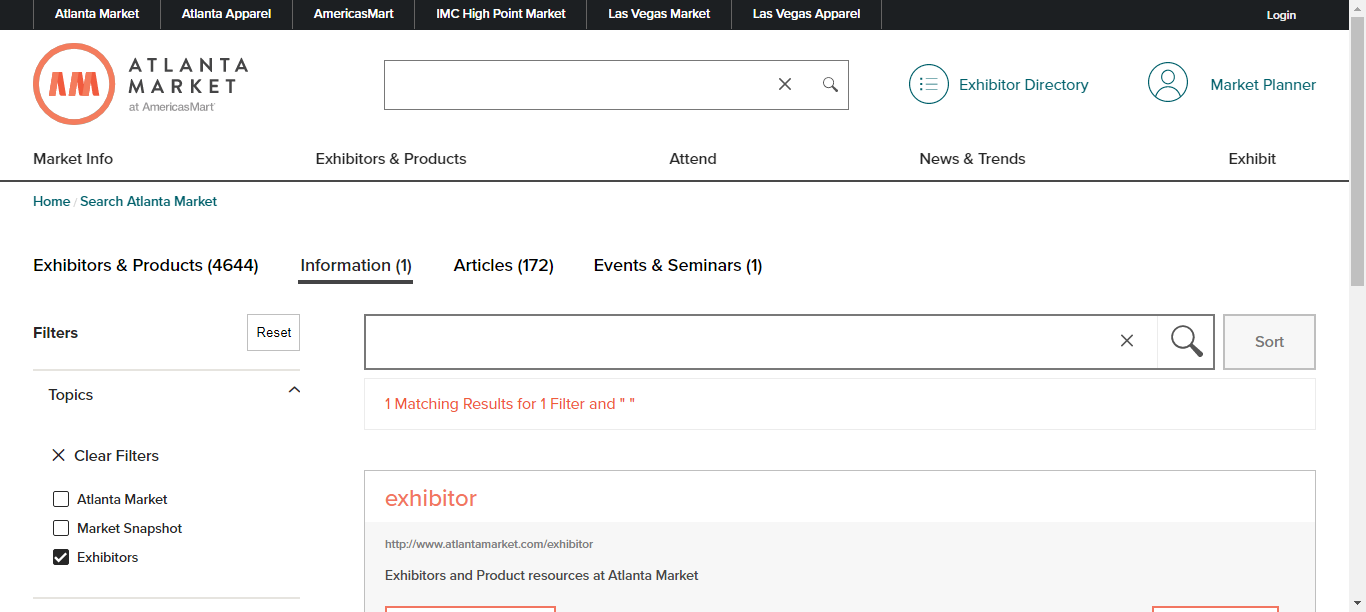 Atlanta Market
Atlanta Apparel
AmericasMart
IMC High Point Market
Las Vegas Market
Las Vegas Apparel
Login
AM
ATLANTA
MARKET
at AmericasMart
Exhibitor Directory
Market Planner
Market Info
Exhibitors & Products
Attend
News & Trends
Exhibit
Home / Search Atlanta Market
Exhibitors & Products (4644)
Information (1)
Articles (172)
Events & Seminars (1)
Filters
Reset
Sort
Topics
1 Matching Results for 1 Filter and " "
Clear Filters
Atlanta Market
Market Snapshot
Exhibitors
exhibitor
http://www.atlantamarket.com/exhibitor
Exhibitors and Product resources at Atlanta Market